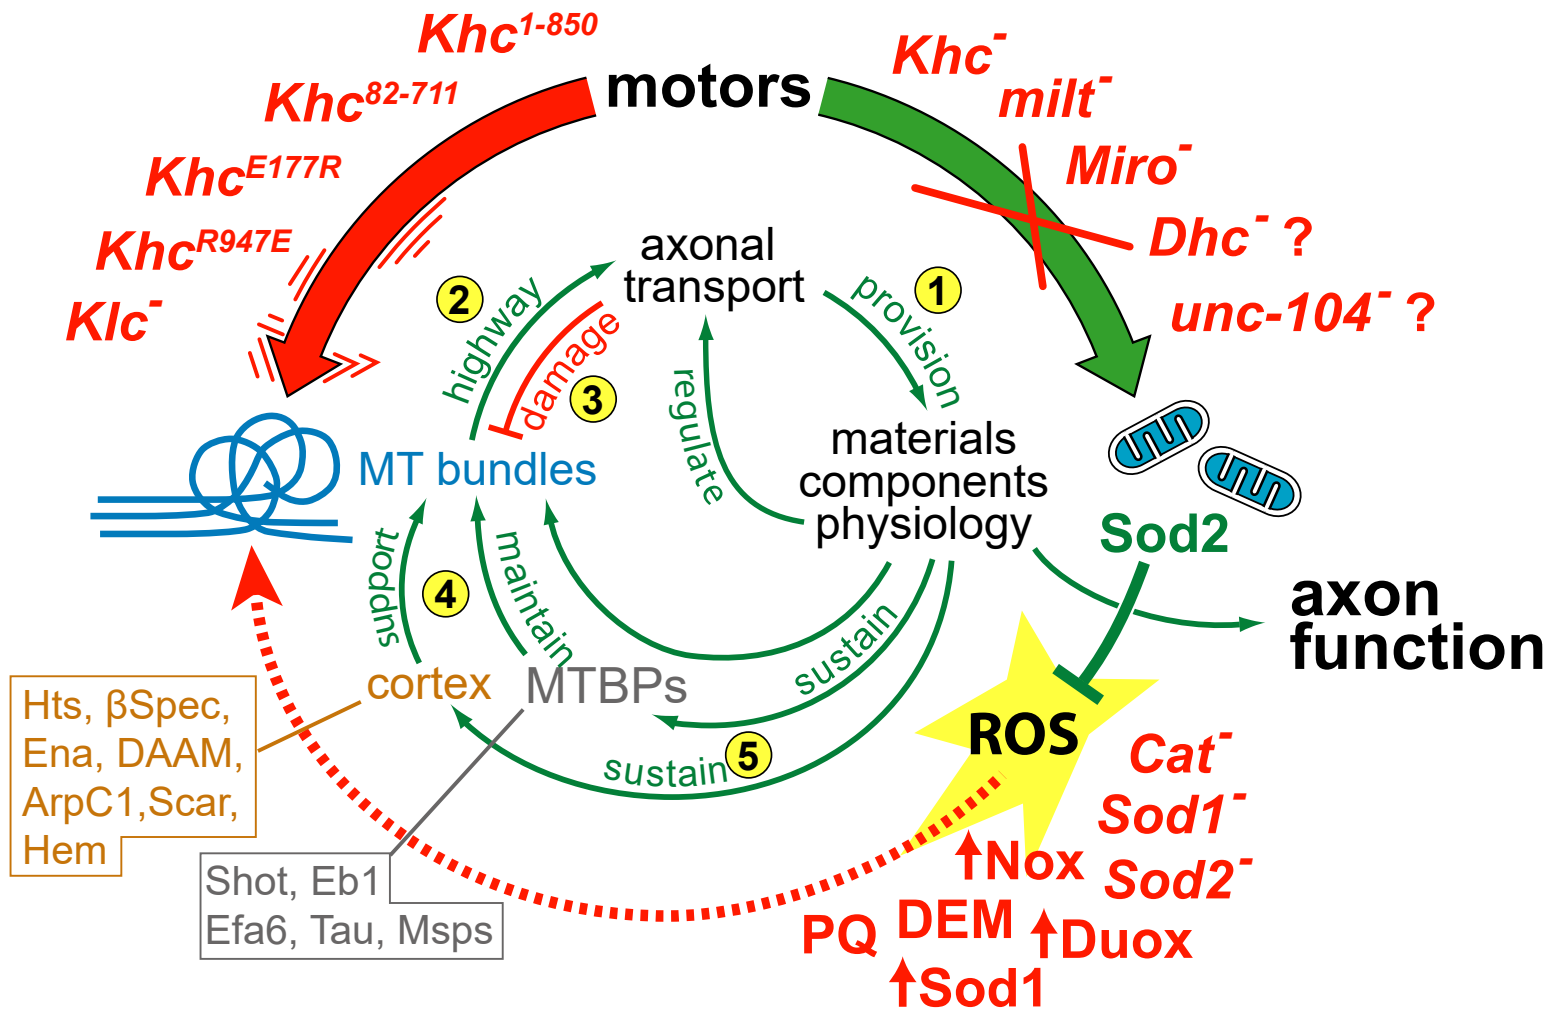 Khc1-850
motors
Khc-
Khc82-711
milt-
KhcE177R
Miro-
KhcR947E
Dhc- ?
Klc-
unc-104- ?
axonal
transport
1
provision
2
highway
damage
3
regulate
MT bundles
materials
components
physiology
Sod2
support
4
maintain
axon
function
cortex
MTBPs
sustain
sustain
5
Hts, βSpec,
Ena, DAAM,
ArpC1,Scar,
Hem
Shot, Eb1
Efa6, Tau, Msps
ROS
Cat-
Sod1-
Sod2-
↑Nox
PQ
DEM
↑Duox
↑Sod1